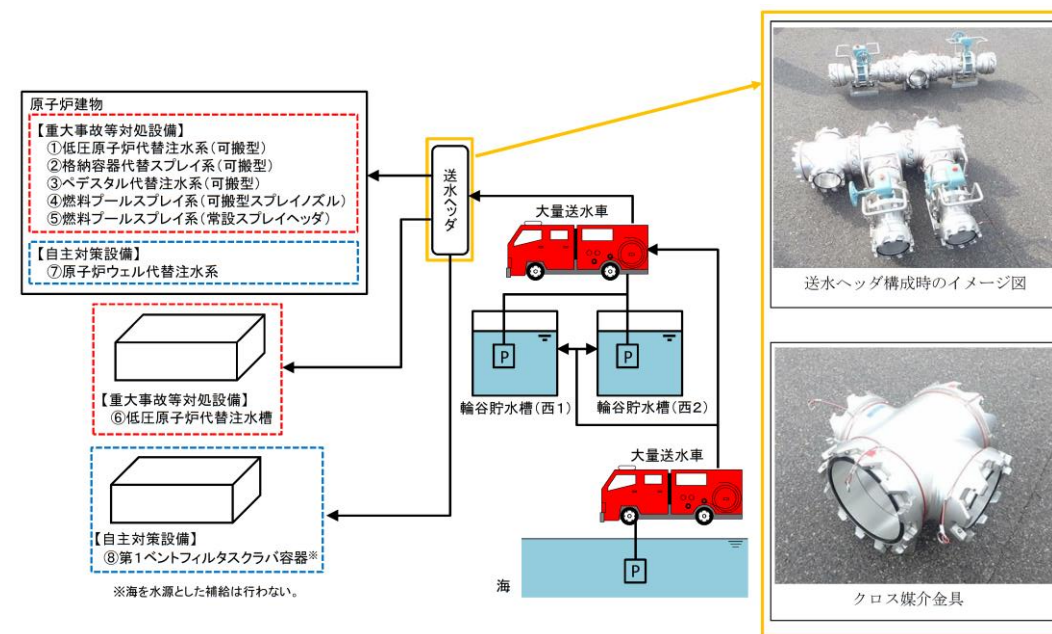 原子炉建物
【重大事故等対処設備】
①低圧原子炉代替注水系(可搬型)
②格納容器代替スプレイ系(可搬型)
③ペデスタル代替注水系(可搬型)
④燃料プールスプレイ系(可搬型スプレイノズル)
⑤燃料プールスプレイ系(常設スプレイヘッダ)
【自主対策設備】
⑦原子炉ウェル代替注水系
【重大事故等対処設備】
⑥低圧原子炉代替注水槽
【自主対策設備】
⑧第1ベントフィルタスクラバ容器※
※海を水源とした補給は行わない。
送水ヘッダ
大量送水車
P
P
輪谷貯水槽(西1)
輪谷貯水槽(西2)
大量送水車
P
海
送水ヘッダ構成時のイメージ図
クロス媒介金具